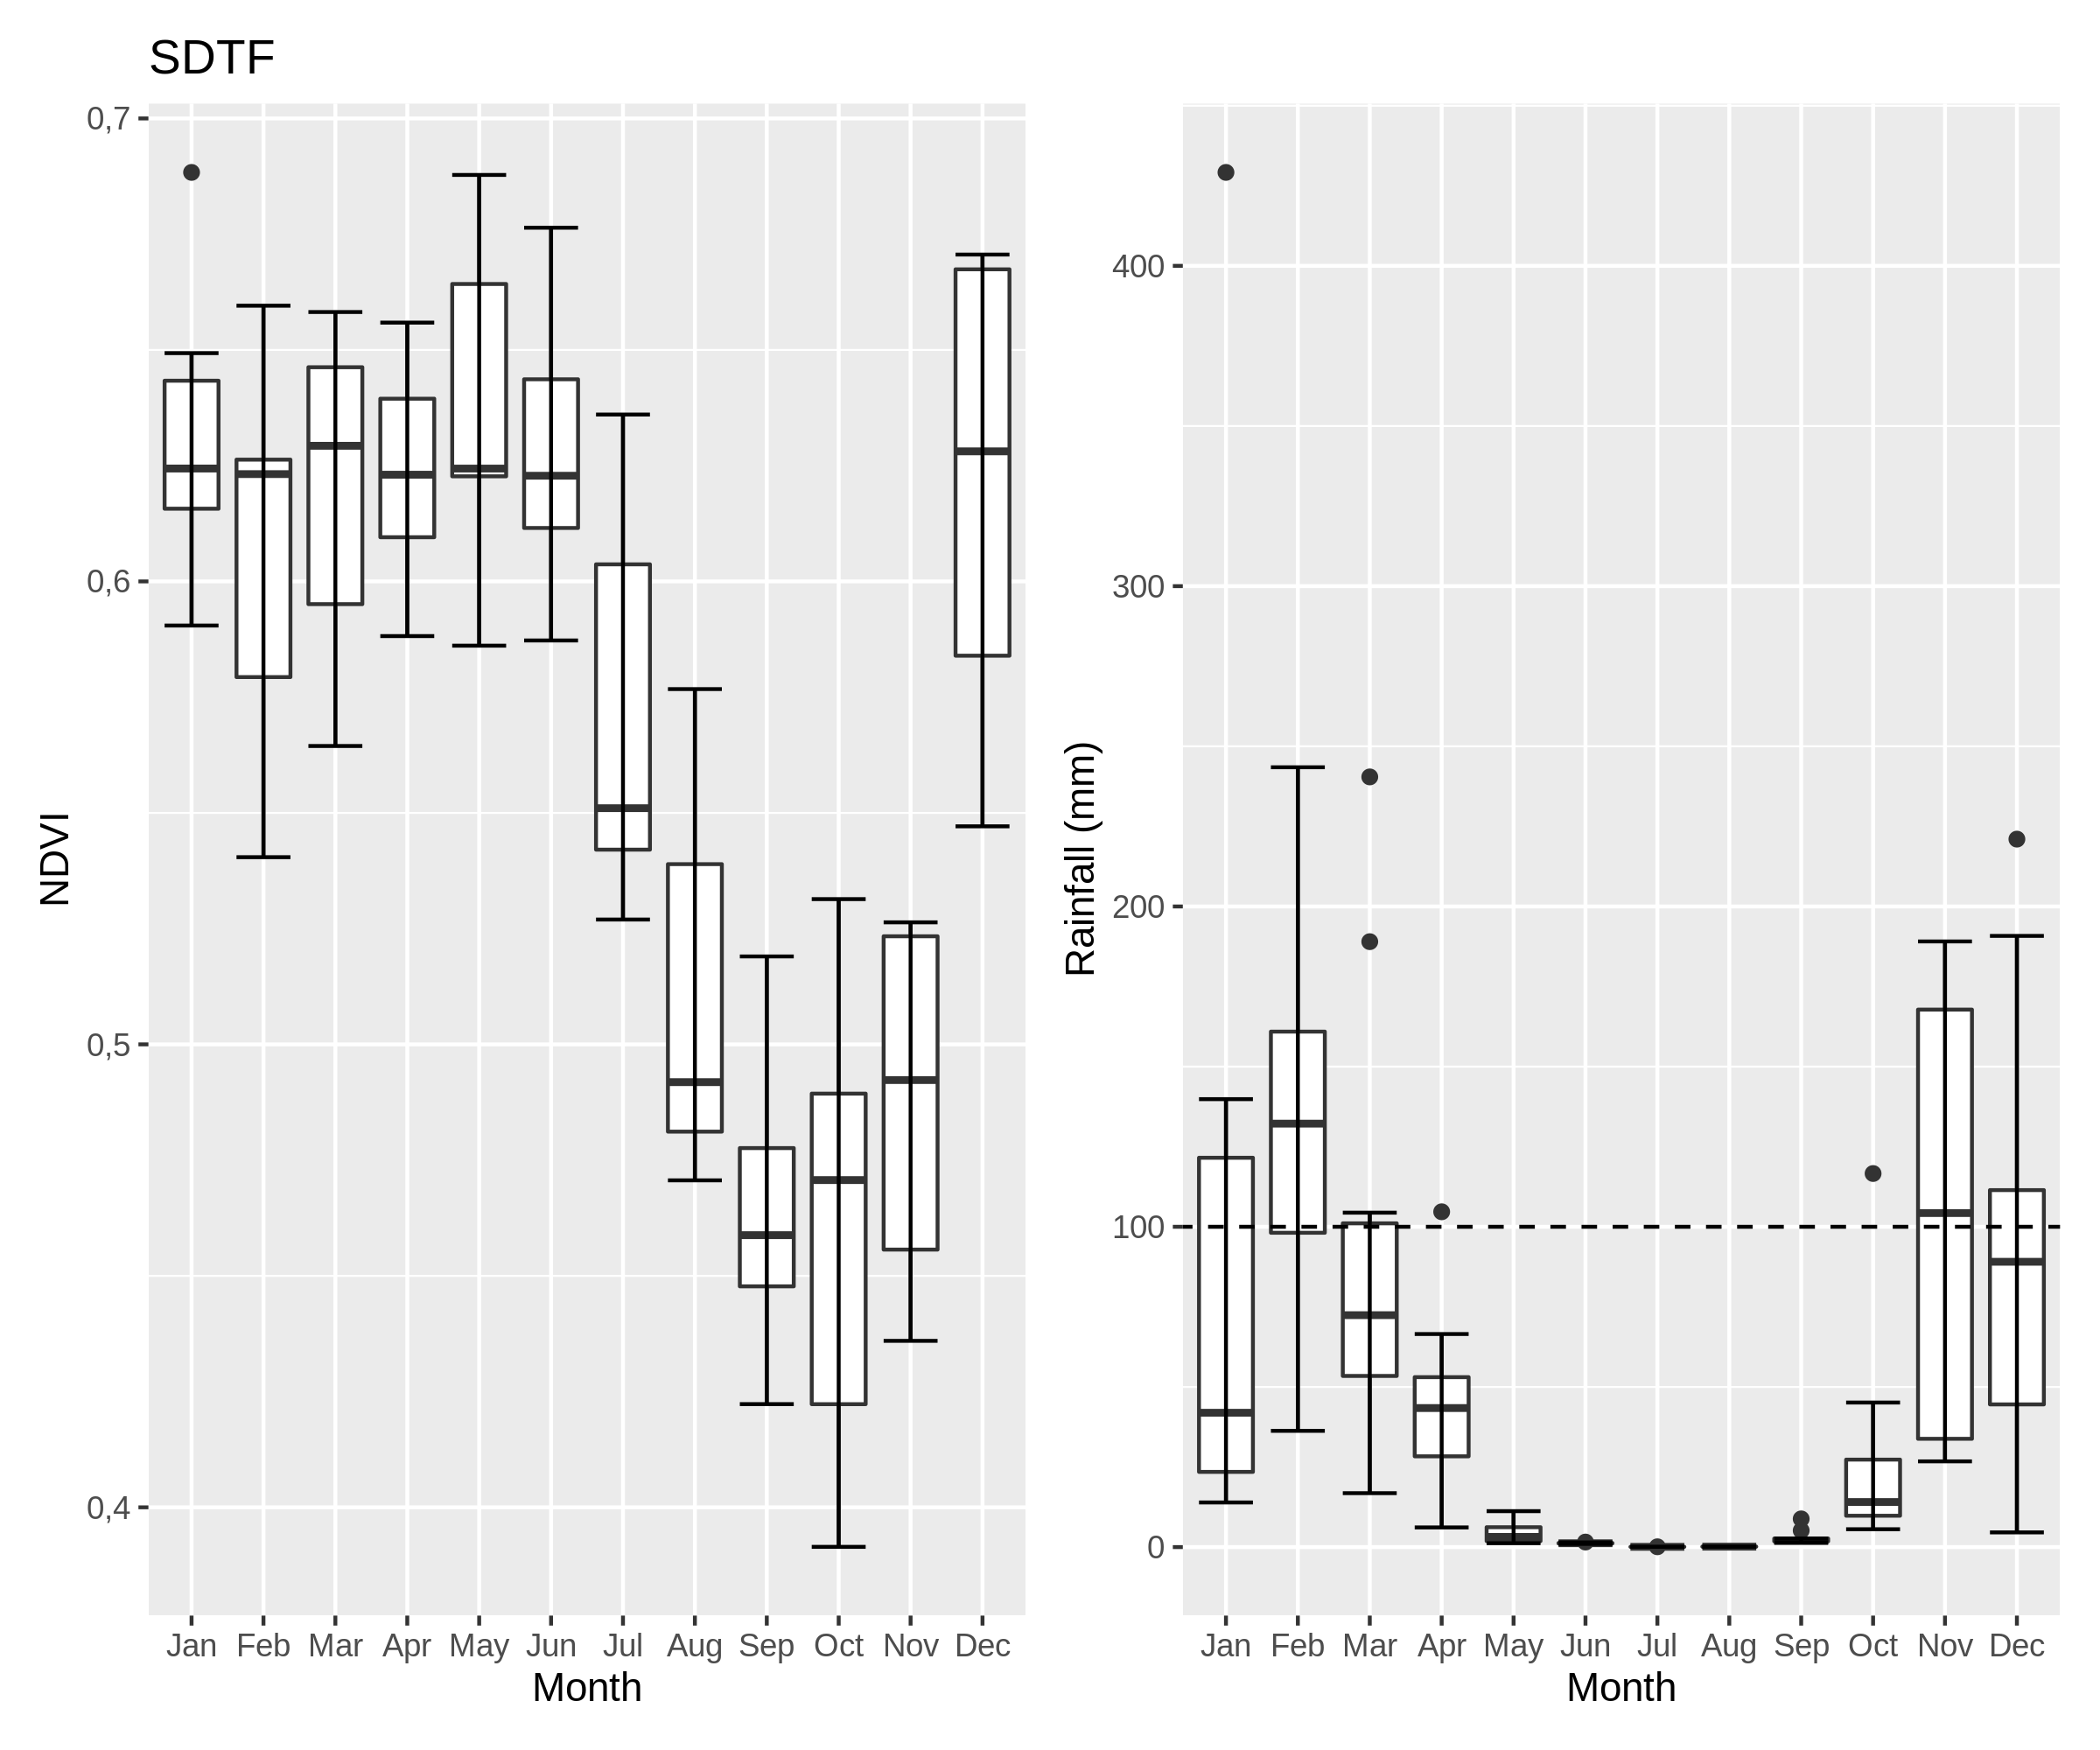 SDTF
NDVI
0,7
0,6
0,5
0,4
Jan Feb Mar Apr May Jun Jul Aug Sep Oct Nov Dec
Month
Rainfall (mm)
400
300
200
100
0
Jan Feb Mar Apr May Jun Jul Aug Sep Oct Nov Dec
Month